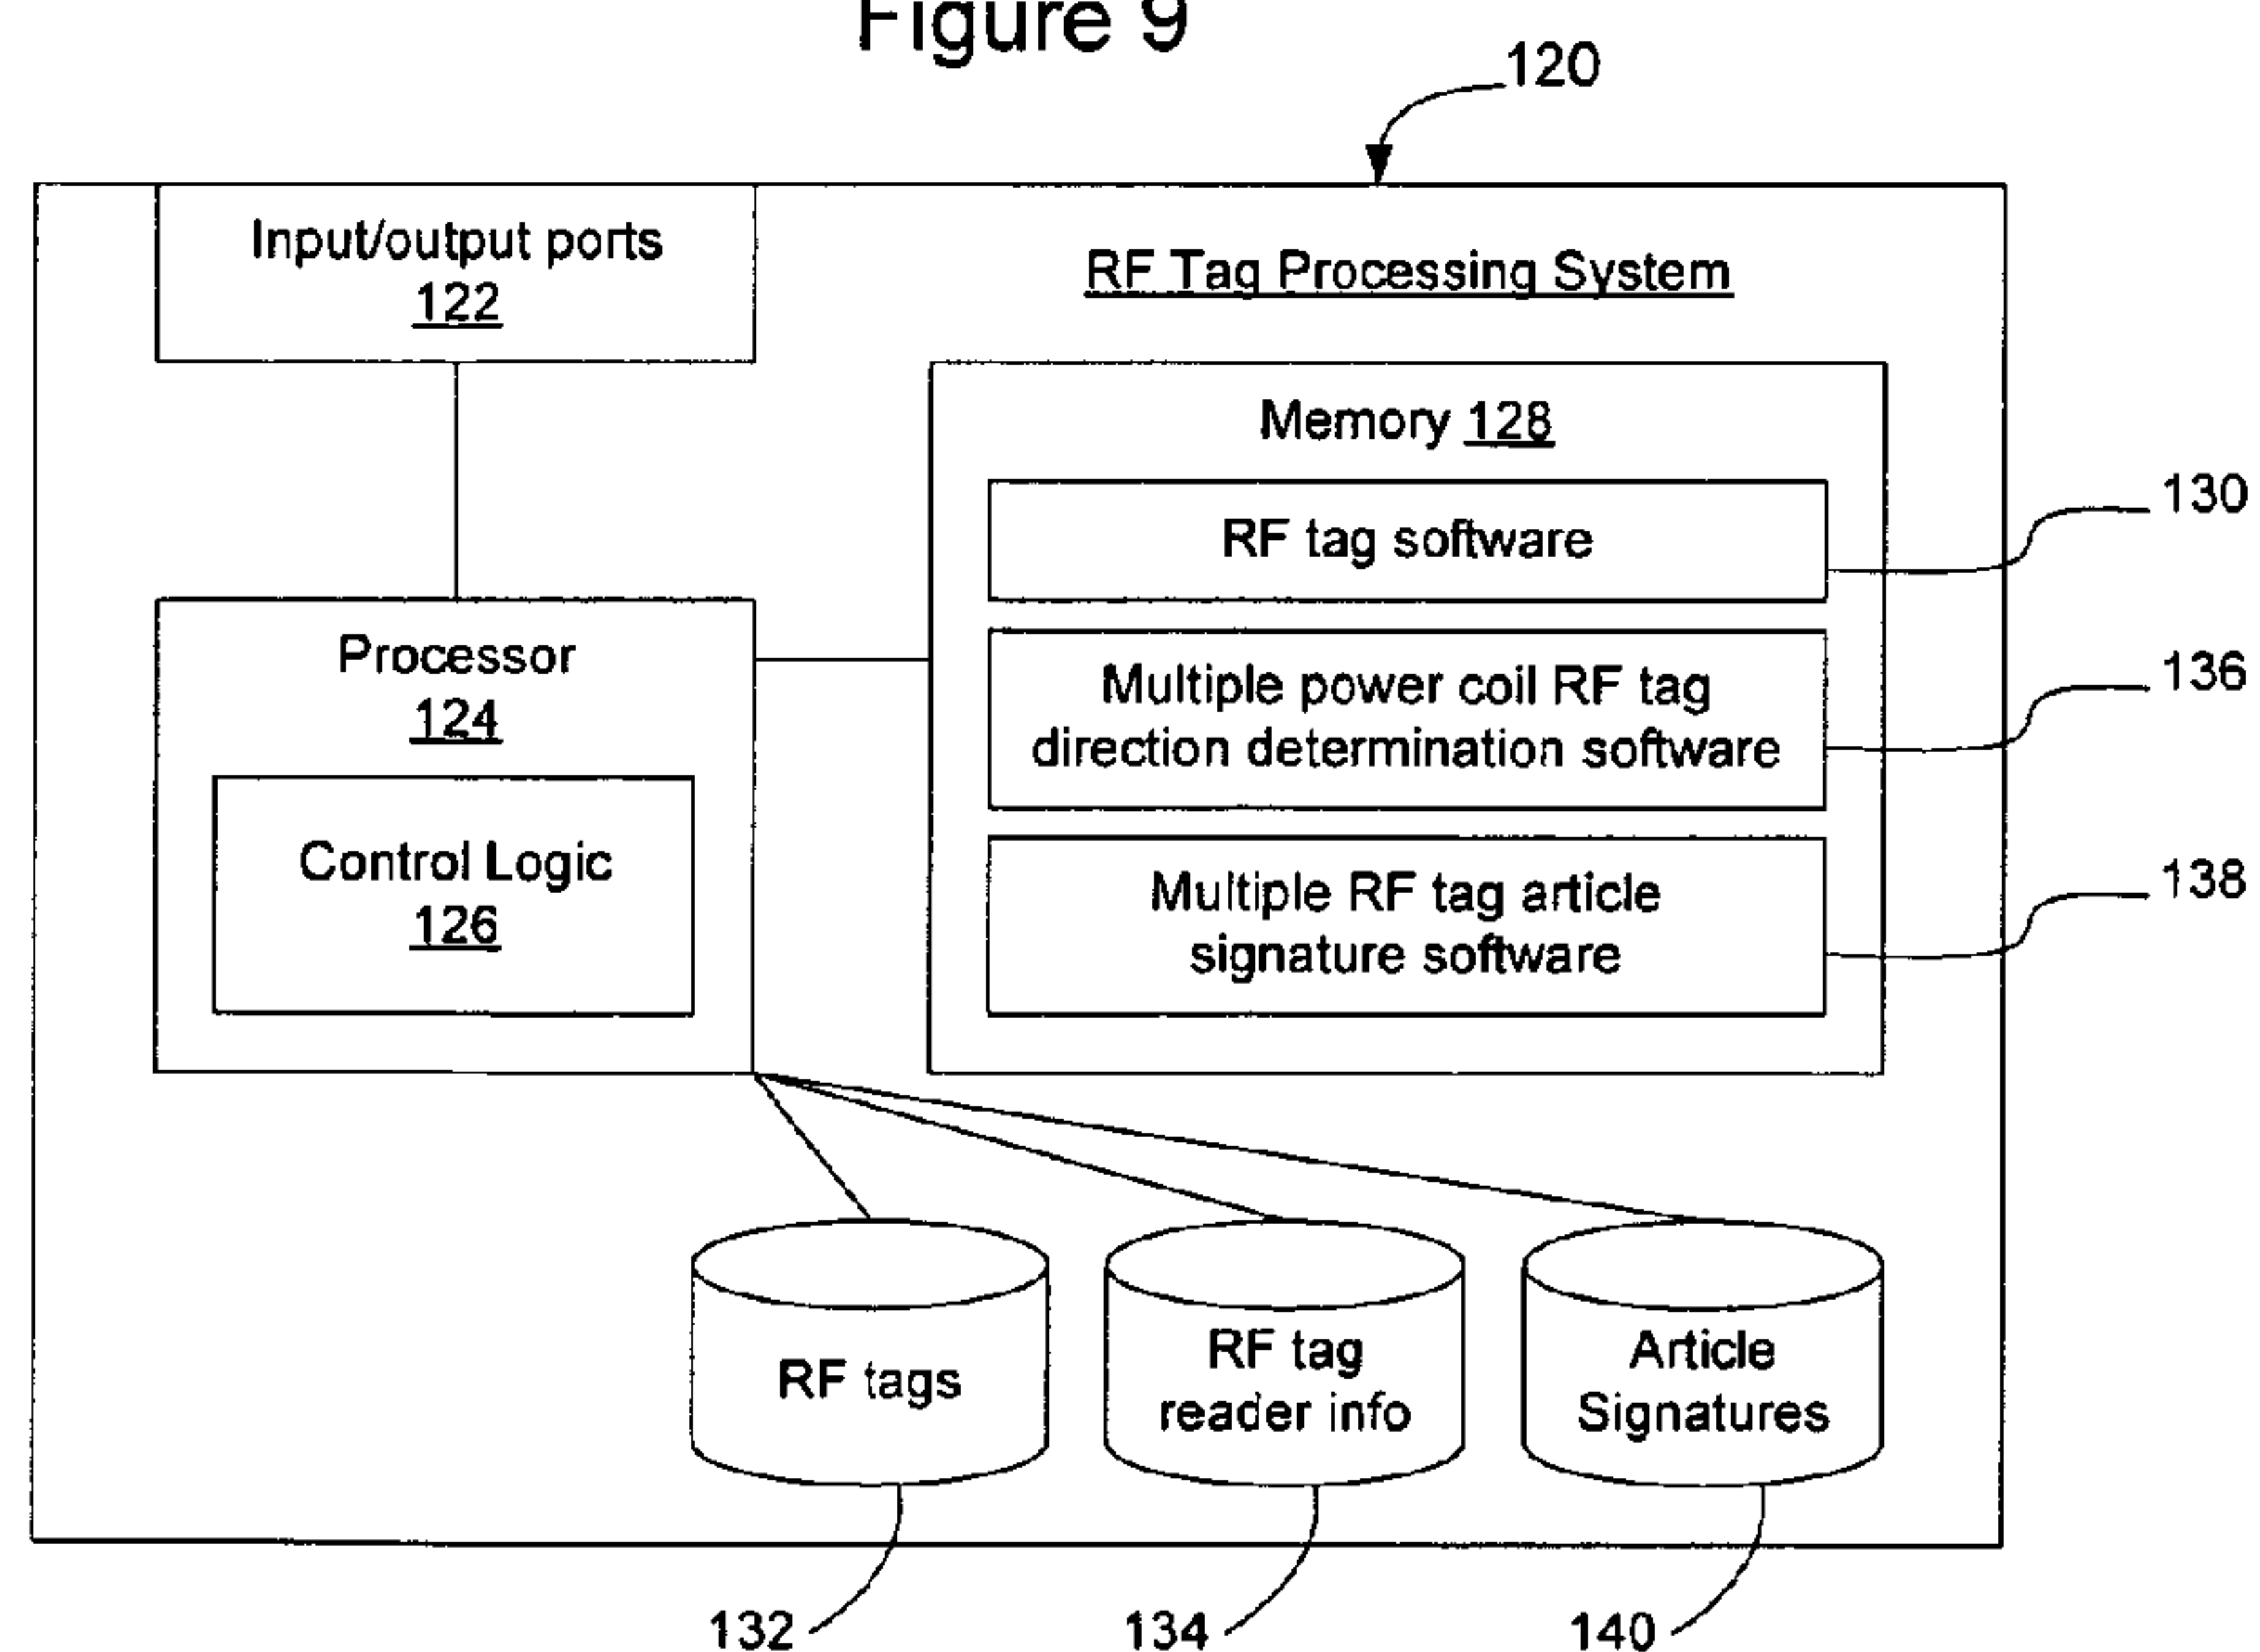 Figure 9
120
Input/output ports
122
RF Tag Processing System
Memory 128
RF tag software
130
Processor
124
Multiple power coil RF tag
direction determination software
136
Control Logic
126
Multiple RF tag article
signature software
138
RF tags
RF tag
reader info
Article
Signatures
132
134
140